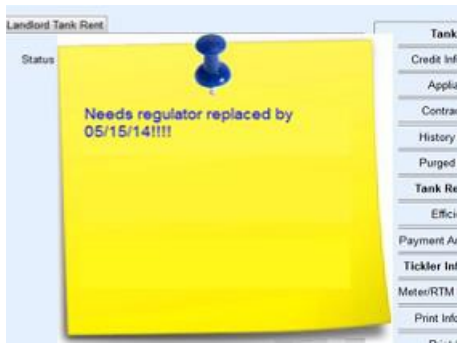 Landlord Tank Rent
Status
Needs regulator replaced by
05/15/14!!!!
Tank
Credit Inf
Applia
Contra
History
Purged
Tank Re
Effici
Payment A
Tickler Inf
Meter/RTM
Print Info